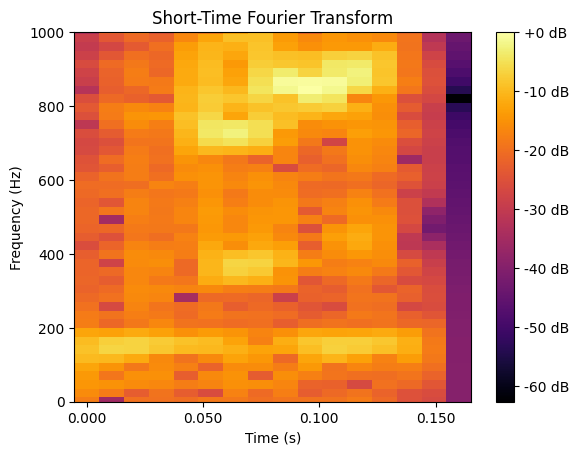 Short-Time Fourier Transform
1000
800
600
400
200
0
Frequency (Hz)
0.000
0.050
0.100
0.150
Time (s)
+0 dB
-10 dB
-20 dB
-30 dB
-40 dB
-50 dB
-60 dB